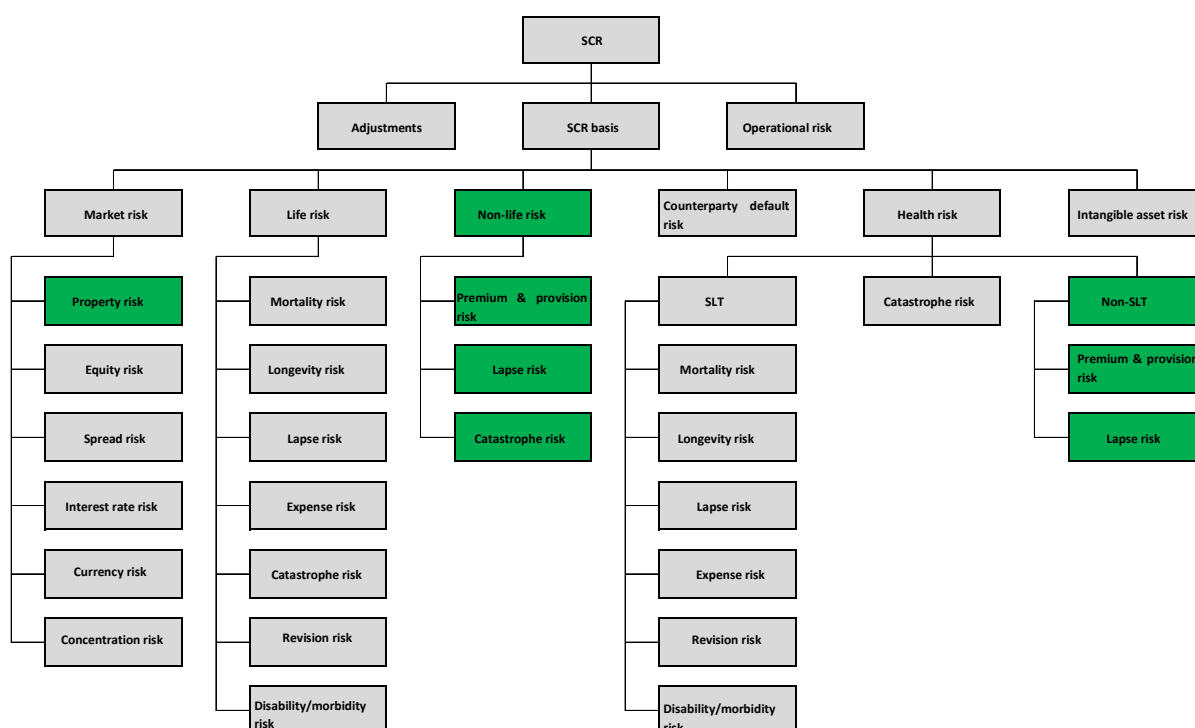 SCR
Adjustments
SCR basis
Operational risk
Market risk
Life risk
Non-life risk
Counterparty default
risk
Health risk
Intangible asset risk
Property risk
Mortality risk
Premium & provision
risk
SLT
Catastrophe risk
Non-SLT
Equity risk
Longevity risk
Lapse risk
Mortality risk
Premium & provision
risk
Spread risk
Lapse risk
Catastrophe risk
Longevity risk
Lapse risk
Interest rate risk
Expense risk
Lapse risk
Currency risk
Catastrophe risk
Expense risk
Concentration risk
Revision risk
Revision risk
Disability/morbidity
risk
Disability/morbidity
risk